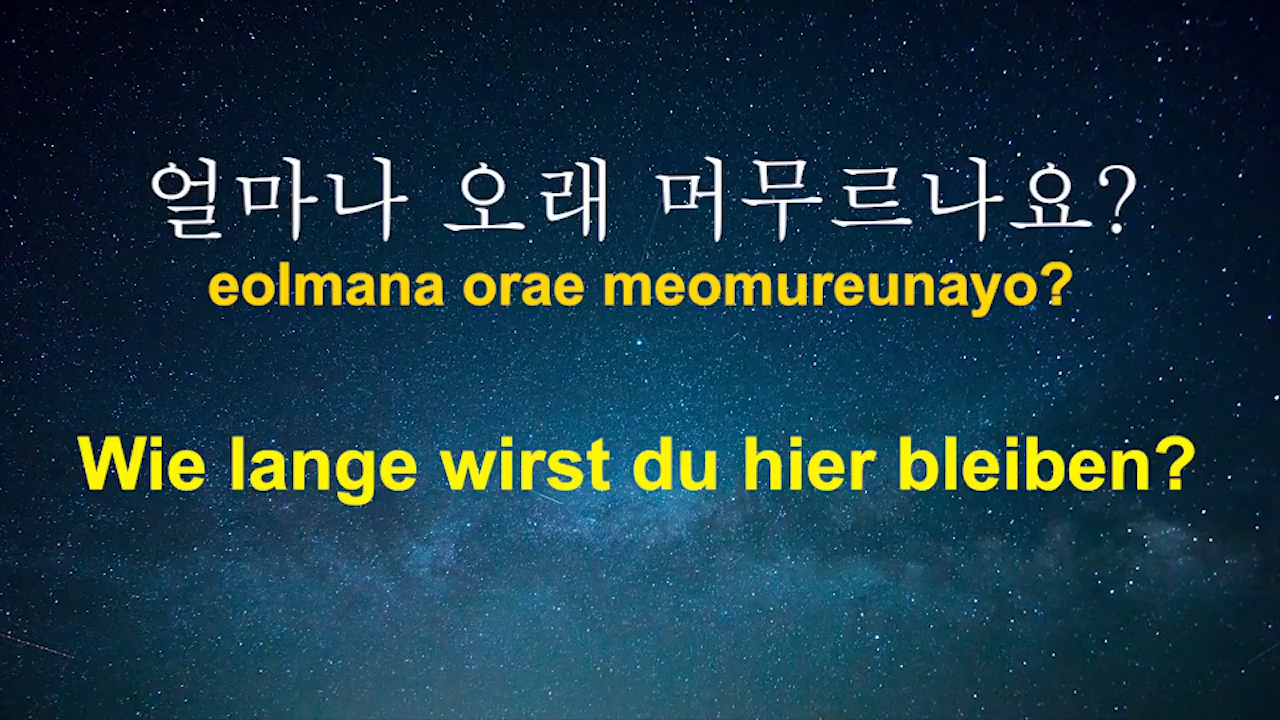 얼마나 오래 머무르나요?
eolmana orae meomureunayo?
Wie lange wirst du hier bleiben?